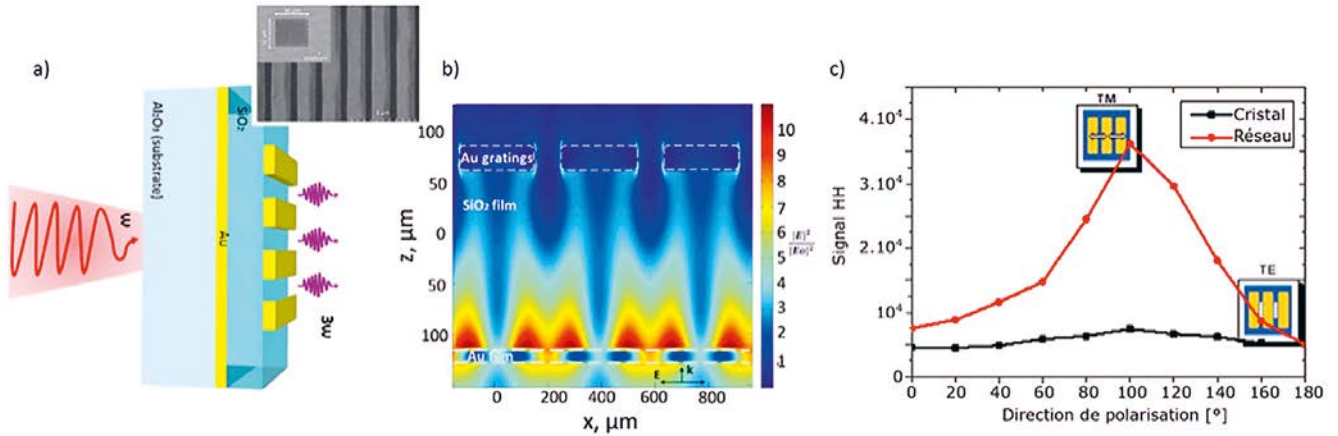 a)
Al₂O₃ (substrate)
Au
SiO₂
ω
3ω
b)
z, μm
100
50
0
50
100
Au gratings
SiO₂ film
Au film
E
k
0 200 400 600 800
x, μm
10
9
8
7
6
5
4
3
2
1
|E|²
|Eo|²
c)
Signal HH
4.10⁴
3.10⁴
2.10⁴
10⁴
0
TM
TE
Cristal
Réseau
0 20 40 60 80 100 120 140 160 180
Direction de polarisation [°]